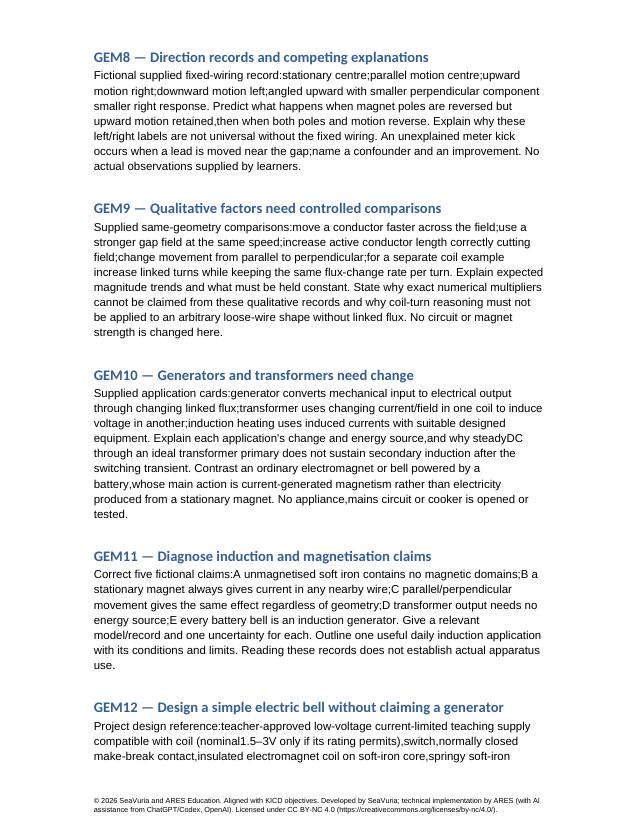 GEM8 — Direction records and competing explanations
Fictional supplied fixed-wiring record:stationary centre;parallel motion centre;upward
motion right;downward motion left;angled upward with smaller perpendicular component
smaller right response. Predict what happens when magnet poles are reversed but
upward motion retained,then when both poles and motion reverse. Explain why these
left/right labels are not universal without the fixed wiring. An unexplained meter kick
occurs when a lead is moved near the gap;name a confounder and an improvement. No
actual observations supplied by learners.
GEM9 — Qualitative factors need controlled comparisons
Supplied same-geometry comparisons:move a conductor faster across the field;use a
stronger gap field at the same speed;increase active conductor length correctly cutting
field;change movement from parallel to perpendicular;for a separate coil example
increase linked turns while keeping the same flux-change rate per turn. Explain expected
magnitude trends and what must be held constant. State why exact numerical multipliers
cannot be claimed from these qualitative records and why coil-turn reasoning must not
be applied to an arbitrary loose-wire shape without linked flux. No circuit or magnet
strength is changed here.
GEM10 — Generators and transformers need change
Supplied application cards:generator converts mechanical input to electrical output
through changing linked flux;transformer uses changing current/field in one coil to induce
voltage in another;induction heating uses induced currents with suitable designed
equipment. Explain each application's change and energy source,and why steadyDC
through an ideal transformer primary does not sustain secondary induction after the
switching transient. Contrast an ordinary electromagnet or bell powered by a
battery,whose main action is current-generated magnetism rather than electricity
produced from a stationary magnet. No appliance,mains circuit or cooker is opened or
tested.
GEM11 — Diagnose induction and magnetisation claims
Correct five fictional claims:A unmagnetised soft iron contains no magnetic domains;B a
stationary magnet always gives current in any nearby wire;C parallel/perpendicular
movement gives the same effect regardless of geometry;D transformer output needs no
energy source;E every battery bell is an induction generator. Give a relevant
model/record and one uncertainty for each. Outline one useful daily induction application
with its conditions and limits. Reading these records does not establish actual apparatus
use.
GEM12 — Design a simple electric bell without claiming a generator
Project design reference:teacher-approved low-voltage current-limited teaching supply
compatible with coil (nominal1.5–3V only if its rating permits),switch,normally closed
make-break contact,insulated electromagnet coil on soft-iron core,springy soft-iron
© 2026 SeaVuria and ARES Education. Aligned with KICD objectives. Developed by SeaVuria; technical implementation by ARES (with AI
assistance from ChatGPT/Codex, OpenAI). Licensed under CC BY-NC 4.0 (https://creativecommons.org/licenses/by-nc/4.0/).